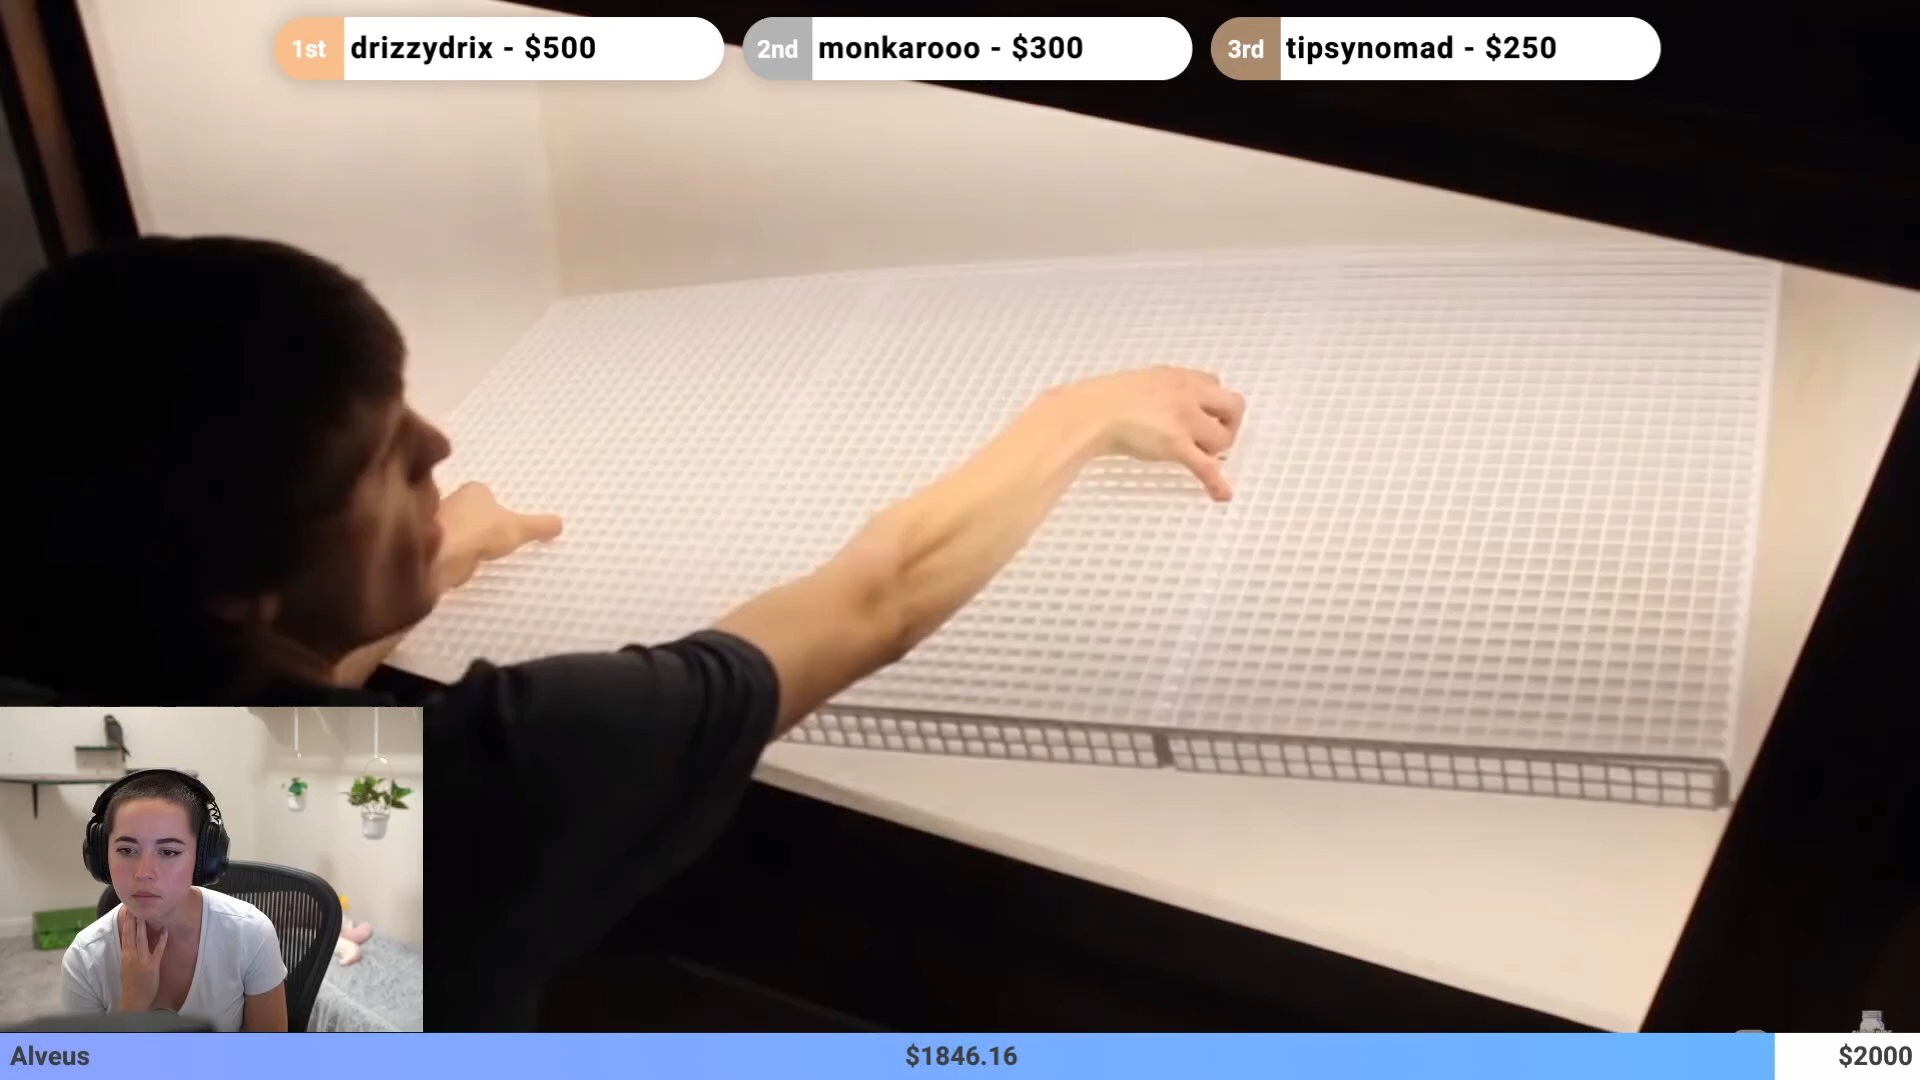 1st drizzydrix - $500
2nd monkarooo - $300
3rd tipsynomad - $250
Alveus $1846.16 $2000